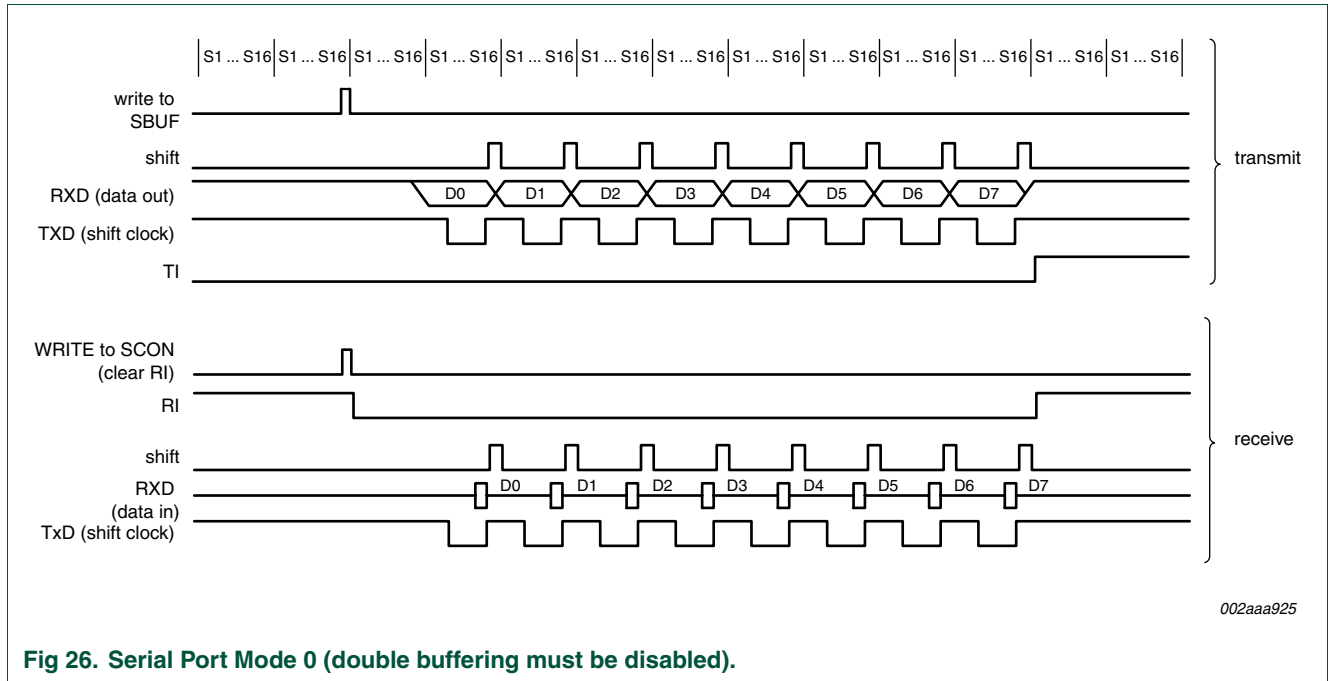 S1 ... S16 S1 ... S16 S1 ... S16 S1 ... S16 S1 ... S16 S1 ... S16 S1 ... S16 S1 ... S16 S1 ... S16 S1 ... S16 S1 ... S16 S1 ... S16 S1 ... S16
write to
SBUF
shift
transmit
RXD (data out)
D0 D1 D2 D3 D4 D5 D6 D7
TXD (shift clock)
TI
WRITE to SCON
(clear RI)
RI
receive
shift
RXD
(data in)
D0 D1 D2 D3 D4 D5 D6 D7
TxD (shift clock)
002aaa925
Fig 26. Serial Port Mode 0 (double buffering must be disabled).